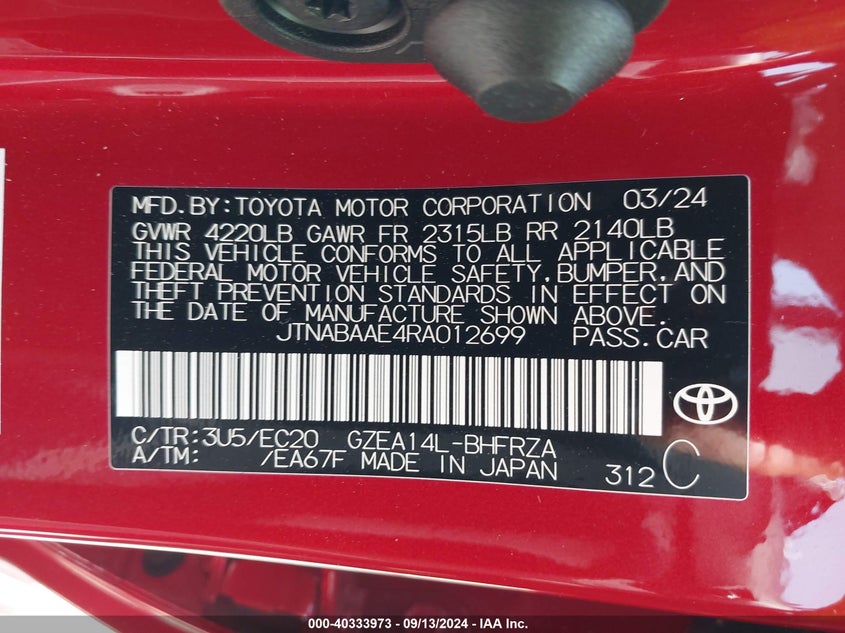 MFD.BY:TOYOTA MOTOR CORPORATION 03/24
GVWR 4220LB GAWR FR 2315LB RR 2140LB
THIS VEHICLE CONFORMS TO ALL APPLICABLE
FEDERAL MOTOR VEHICLE SAFETY,BUMPER,AND
THEFT PREVENTION STANDARDS IN EFFECT ON
THE DATE OF MANUFACTURE SHOWN ABOVE.
JTNABAAE4RA012699 PASS.CAR
C/TR:3U5/EC20 GZEA14L-BHFRZA
A/TM: /EA67F MADE IN JAPAN 312 C
000-40333973 - 09/13/2024 - IAA Inc.